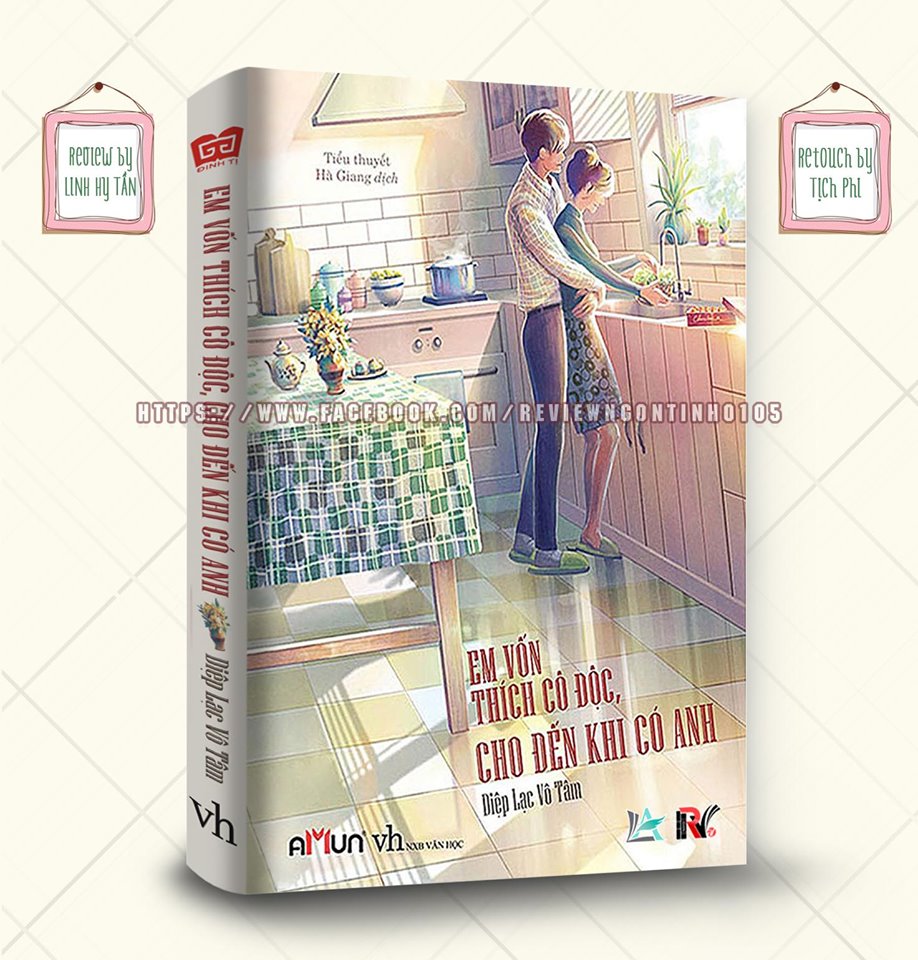 Review by
Linh Hy Tần
Retouch by
Tịch Phi
ĐINH TỊ
EM VỐN THÍCH CÔ ĐỘC, CHO ĐẾN KHI CÓ ANH
Diệp Lạc Vô Tâm
vh
Tiểu thuyết
Hà Giang dịch
HTTPS://WWW.FACEBOOK.COM/REVIEWNGONTINH0105
EM VỐN
THÍCH CÔ ĐỘC,
CHO ĐẾN KHI CÓ ANH
Diệp Lạc Vô Tâm
AMUN vh NXB VĂN HỌC
RV